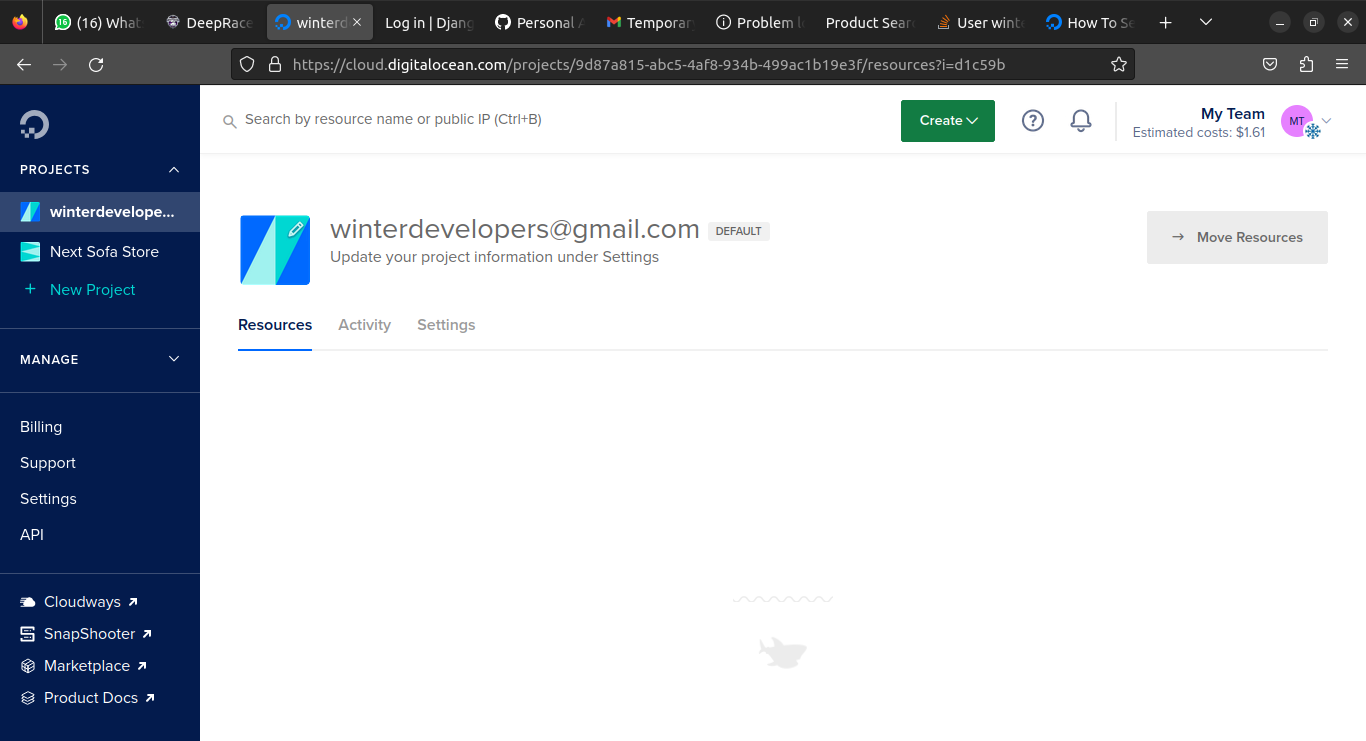 (16) What
DeepRace
winterd
Log in | Djang
Personal A
Temporar
Problem l
Product Sear
User wint
How To Se
https://cloud.digitalocean.com/projects/9d87a815-abc5-4af8-934b-499ac1b19e3f/resources?i=d1c59b
Search by resource name or public IP (Ctrl+B)
Create
My Team
Estimated costs: $1.61
MT
PROJECTS
winterdevelope...
Next Sofa Store
+ New Project
MANAGE
Billing
Support
Settings
API
Cloudways
SnapShooter
Marketplace
Product Docs
winterdevelopers@gmail.com DEFAULT
Update your project information under Settings
→ Move Resources
Resources Activity Settings